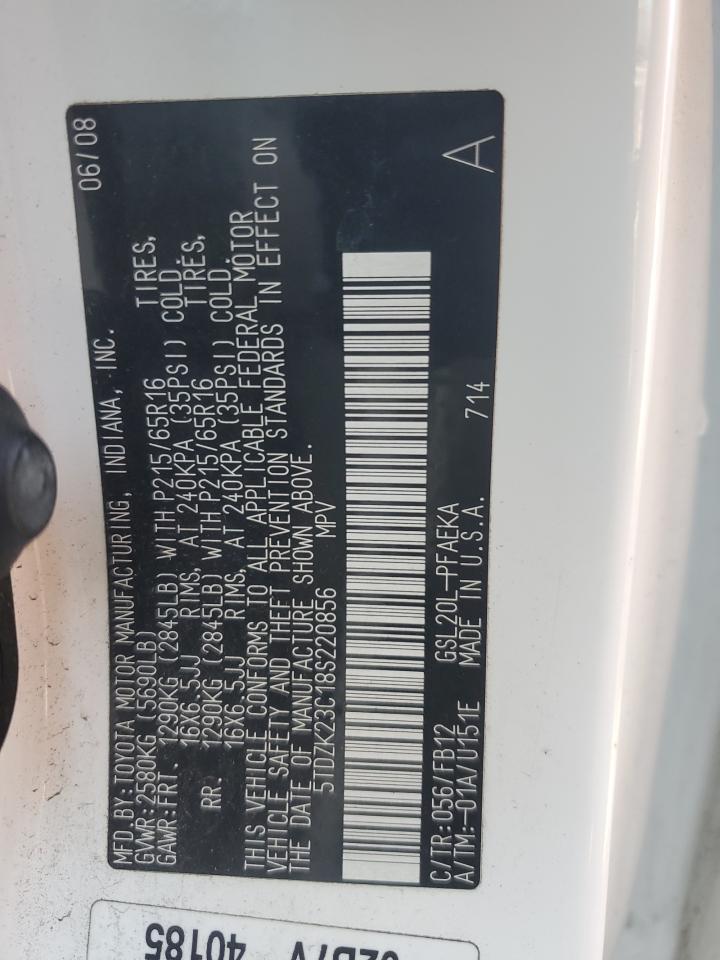 MFD.BY:TOYOTA MOTOR MANUFACTURING, INDIANA, INC. 06/08
GVWR:2580KG (5690LB)
GAWR:FRT. 1290KG (2845LB) WITH P215/65R16 TIRES,
16X6.5JJ RIMS, AT 240KPA (35PSI) COLD.
RR. 1290KG (2845LB) WITH P215/65R16 TIRES,
16X6.5JJ RIMS, AT 240KPA (35PSI) COLD.
THIS VEHICLE CONFORMS TO ALL APPLICABLE FEDERAL MOTOR
VEHICLE SAFETY AND THEFT PREVENTION STANDARDS IN EFFECT ON
THE DATE OF MANUFACTURE SHOWN ABOVE.
5TDZK23C18S220856 MPV
C/TR:056/FB12 GSL20L-PFAEKA
A/TM:-01A/U151E MADE IN U.S.A. 714 A
40185